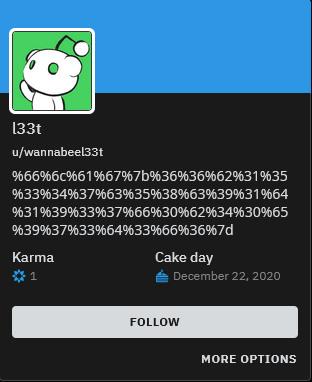 l33t
u/wannabeel33t
%66%6c%61%67%7b%36%36%62%31%35
%33%34%37%63%35%38%63%39%31%64
%31%39%33%37%66%30%62%34%30%65
%39%37%33%64%33%66%36%7d
Karma Cake day
1 December 22, 2020
FOLLOW
MORE OPTIONS